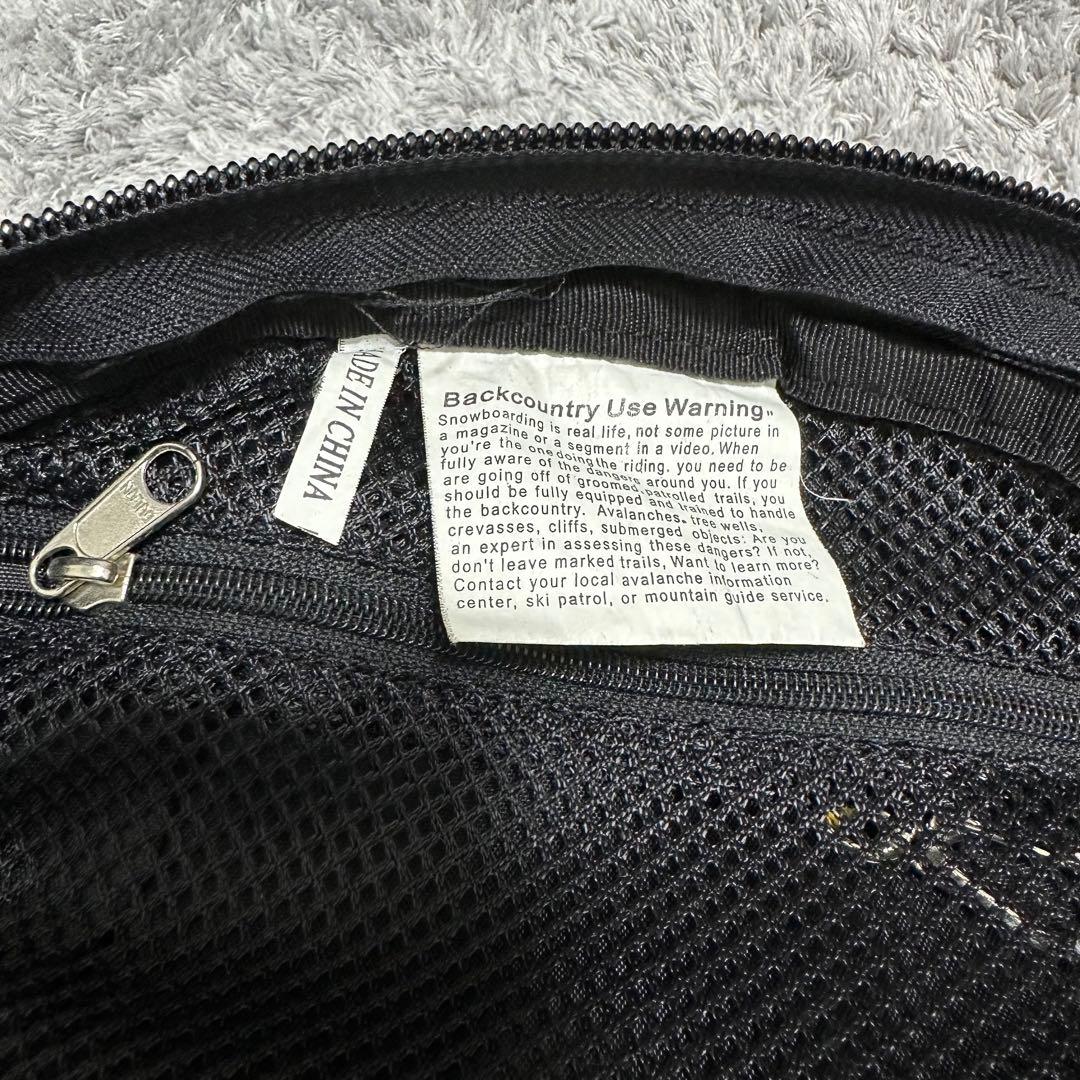 MADE IN CHINA
Backcountry Use Warning"
Snowboarding is real life, not some picture in
a magazine or a segment in a video. When
you're the one doing the riding. you need to be
fully aware of the dangers around you. If you
are going off of groomed patrolled trails, you
should be fully equipped and trained to handle
the backcountry. Avalanches. tree wells,
crevasses, cliffs, submerged objects: Are you
an expert in assessing these dangers? If not,
don't leave marked trails, Want to learn more?
Contact your local avalanche information
center, ski patrol, or mountain guide service.